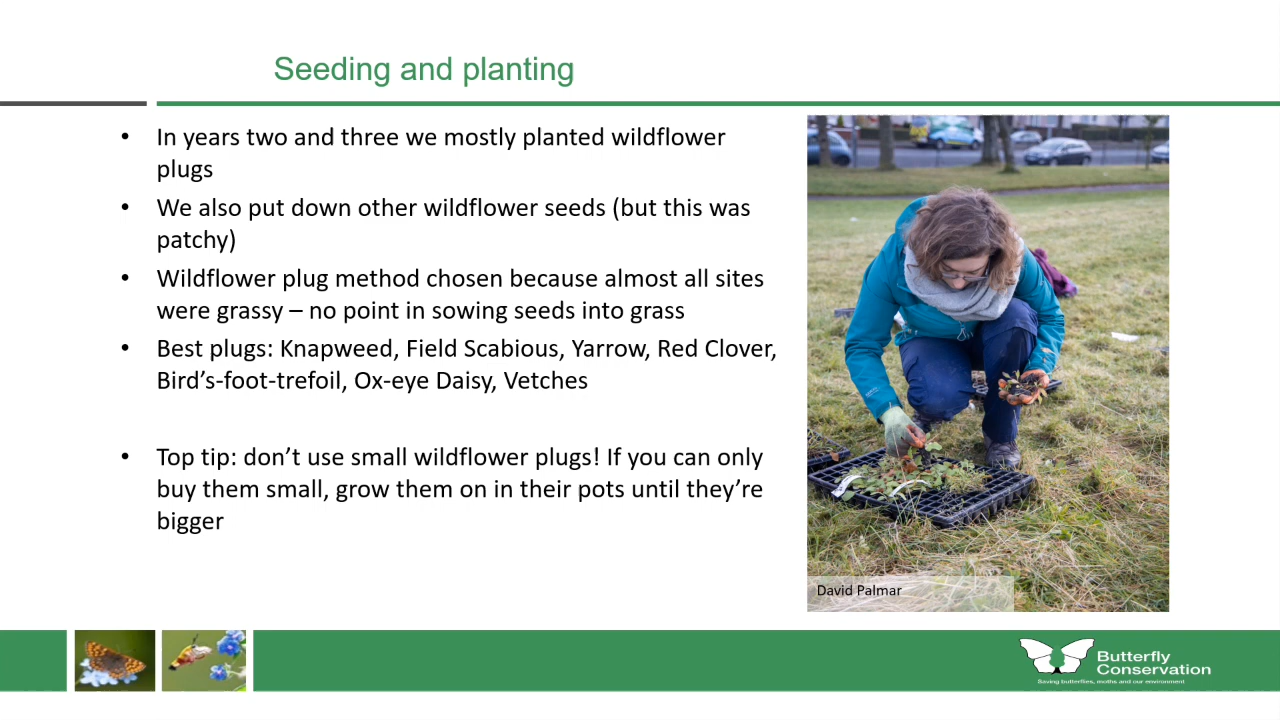 Seeding and planting
• In years two and three we mostly planted wildflower
plugs
• We also put down other wildflower seeds (but this was
patchy)
• Wildflower plug method chosen because almost all sites
were grassy – no point in sowing seeds into grass
• Best plugs: Knapweed, Field Scabious, Yarrow, Red Clover,
Bird’s-foot-trefoil, Ox-eye Daisy, Vetches
• Top tip: don’t use small wildflower plugs! If you can only
buy them small, grow them on in their pots until they’re
bigger
David Palmar
Butterfly
Conservation
Saving butterflies, moths and our environment